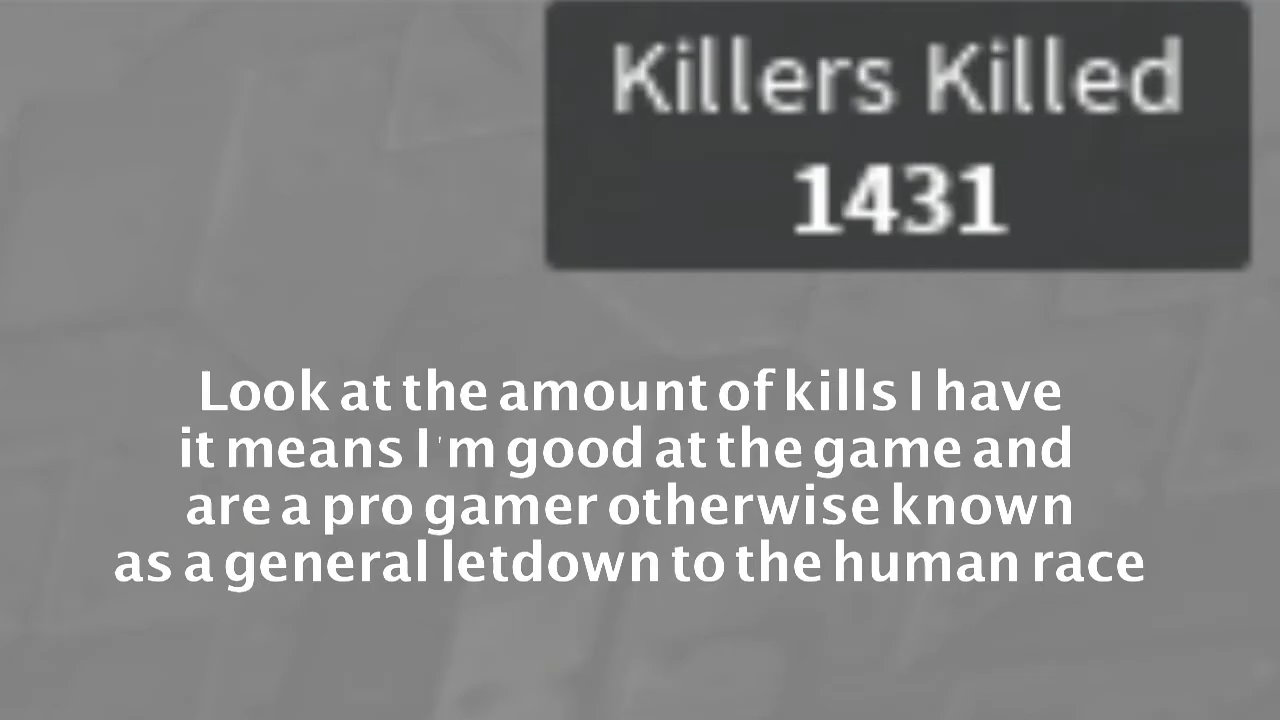 Killers Killed
1431
Look at the amount of kills I have
it means I'm good at the game and
are a pro gamer otherwise known
as a general letdown to the human race